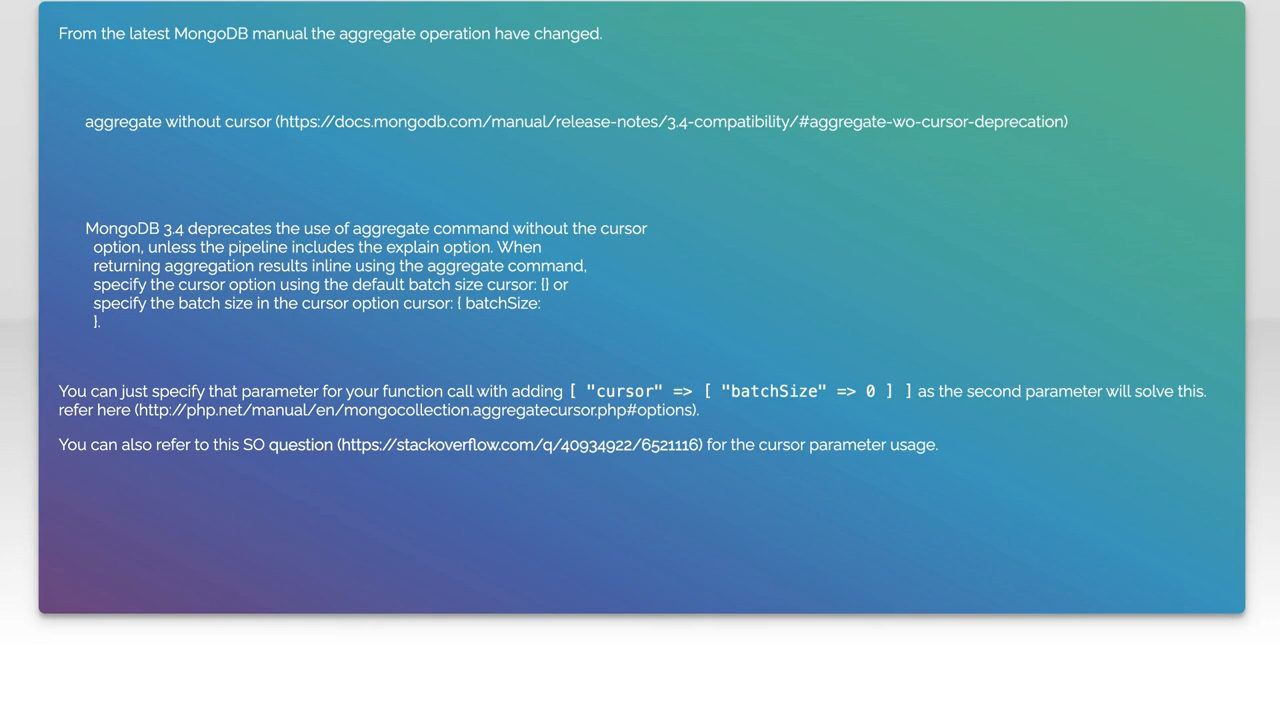 From the latest MongoDB manual the aggregate operation have changed.
aggregate without cursor (https://docs.mongodb.com/manual/release-notes/3.4-compatibility/#aggregate-wo-cursor-deprecation)
MongoDB 3.4 deprecates the use of aggregate command without the cursor
option, unless the pipeline includes the explain option. When
returning aggregation results inline using the aggregate command,
specify the cursor option using the default batch size cursor: {} or
specify the batch size in the cursor option cursor: { batchSize:
}.
You can just specify that parameter for your function call with adding [ "cursor" => [ "batchSize" => 0 ] ] as the second parameter will solve this.
refer here (http://php.net/manual/en/mongocollection.aggregatecursor.php#options).
You can also refer to this SO question (https://stackoverflow.com/q/40934922/6521116) for the cursor parameter usage.